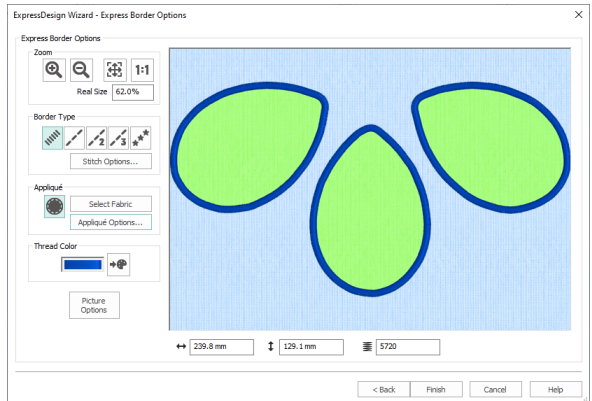 ExpressDesign Wizard - Express Border Options
Express Border Options
Zoom
1:1
Real Size 62.0%
Border Type
2 3
Stitch Options...
Appliqué
Select Fabric
Appliqué Options...
Thread Color
Picture
Options
239.8 mm 129.1 mm 5720
< Back Finish Cancel Help